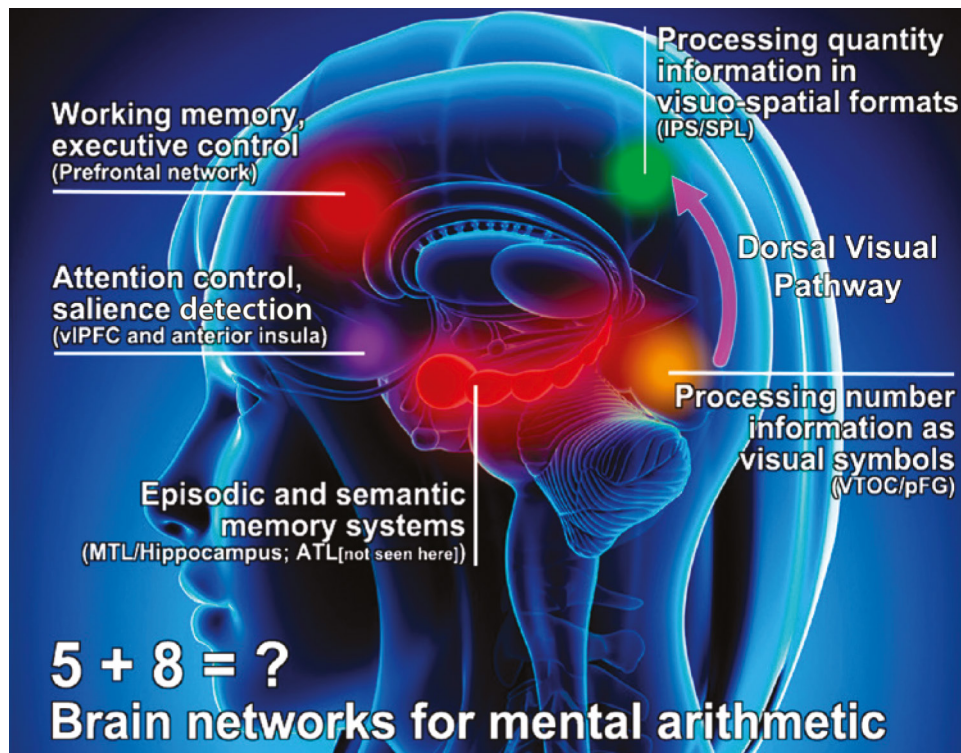 Processing quantity
information in
visuo-spatial formats
(IPS/SPL)
Working memory,
executive control
(Prefrontal network)
Dorsal Visual
Pathway
Attention control,
salience detection
(vlPFC and anterior insula)
Processing number
information as
visual symbols
(VTOC/pFG)
Episodic and semantic
memory systems
(MTL/Hippocampus; ATL[not seen here])
5 + 8 = ?
Brain networks for mental arithmetic